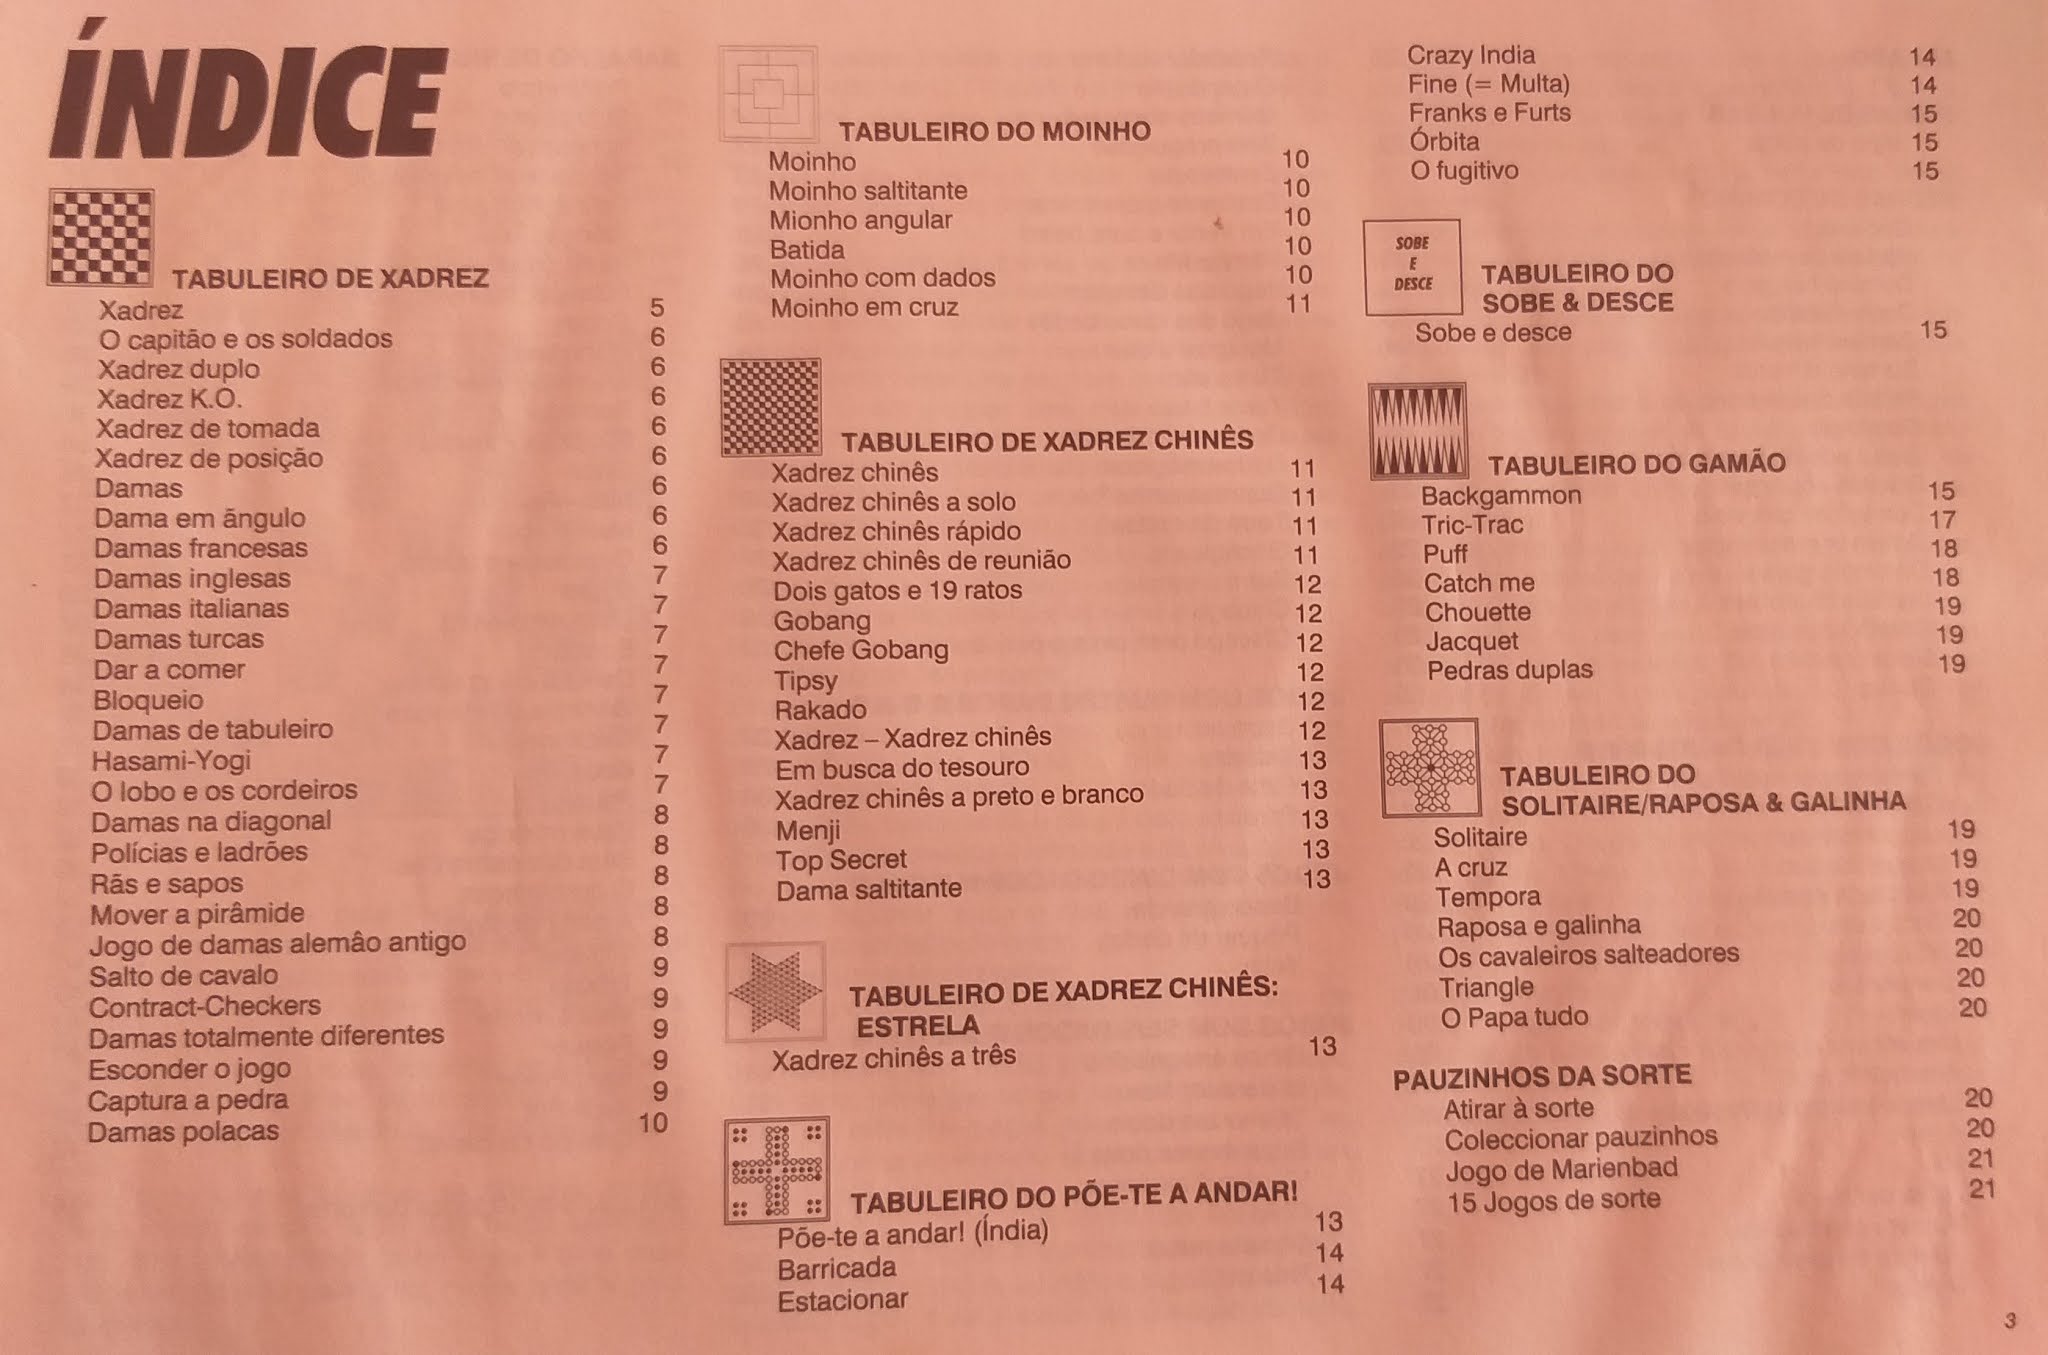 ÍNDICE
TABULEIRO DE XADREZ
Xadrez 5
O capitão e os soldados 6
Xadrez duplo 6
Xadrez K.O. 6
Xadrez de tomada 6
Xadrez de posição 6
Damas 6
Dama em ângulo 6
Damas francesas 6
Damas inglesas 7
Damas italianas 7
Damas turcas 7
Dar a comer 7
Bloqueio 7
Damas de tabuleiro 7
Hasami-Yogi 7
O lobo e os cordeiros 7
Damas na diagonal 8
Polícias e ladrões 8
Rãs e sapos 8
Mover a pirâmide 8
Jogo de damas alemâo antigo 8
Salto de cavalo 9
Contract-Checkers 9
Damas totalmente diferentes 9
Esconder o jogo 9
Captura a pedra 9
Damas polacas 10
TABULEIRO DO MOINHO
Moinho 10
Moinho saltitante 10
Mionho angular 10
Batida 10
Moinho com dados 10
Moinho em cruz 11
TABULEIRO DE XADREZ CHINÊS
Xadrez chinês 11
Xadrez chinês a solo 11
Xadrez chinês rápido 11
Xadrez chinês de reunião 11
Dois gatos e 19 ratos 12
Gobang 12
Chefe Gobang 12
Tipsy 12
Rakado 12
Xadrez – Xadrez chinês 12
Em busca do tesouro 13
Xadrez chinês a preto e branco 13
Menji 13
Top Secret 13
Dama saltitante 13
TABULEIRO DE XADREZ CHINÊS:
ESTRELA
Xadrez chinês a três 13
TABULEIRO DO PÕE-TE A ANDAR!
Põe-te a andar! (Índia) 13
Barricada 14
Estacionar 14
Crazy India 14
Fine (= Multa) 14
Franks e Furts 15
Órbita 15
O fugitivo 15
SOBE
E
DESCE
TABULEIRO DO
SOBE & DESCE
Sobe e desce 15
TABULEIRO DO GAMÃO
Backgammon 15
Tric-Trac 17
Puff 18
Catch me 18
Chouette 19
Jacquet 19
Pedras duplas 19
TABULEIRO DO
SOLITAIRE/RAPOSA & GALINHA
Solitaire 19
A cruz 19
Tempora 19
Raposa e galinha 20
Os cavaleiros salteadores 20
Triangle 20
O Papa tudo 20
PAUZINHOS DA SORTE
Atirar à sorte 20
Coleccionar pauzinhos 20
Jogo de Marienbad 21
15 Jogos de sorte 21
3